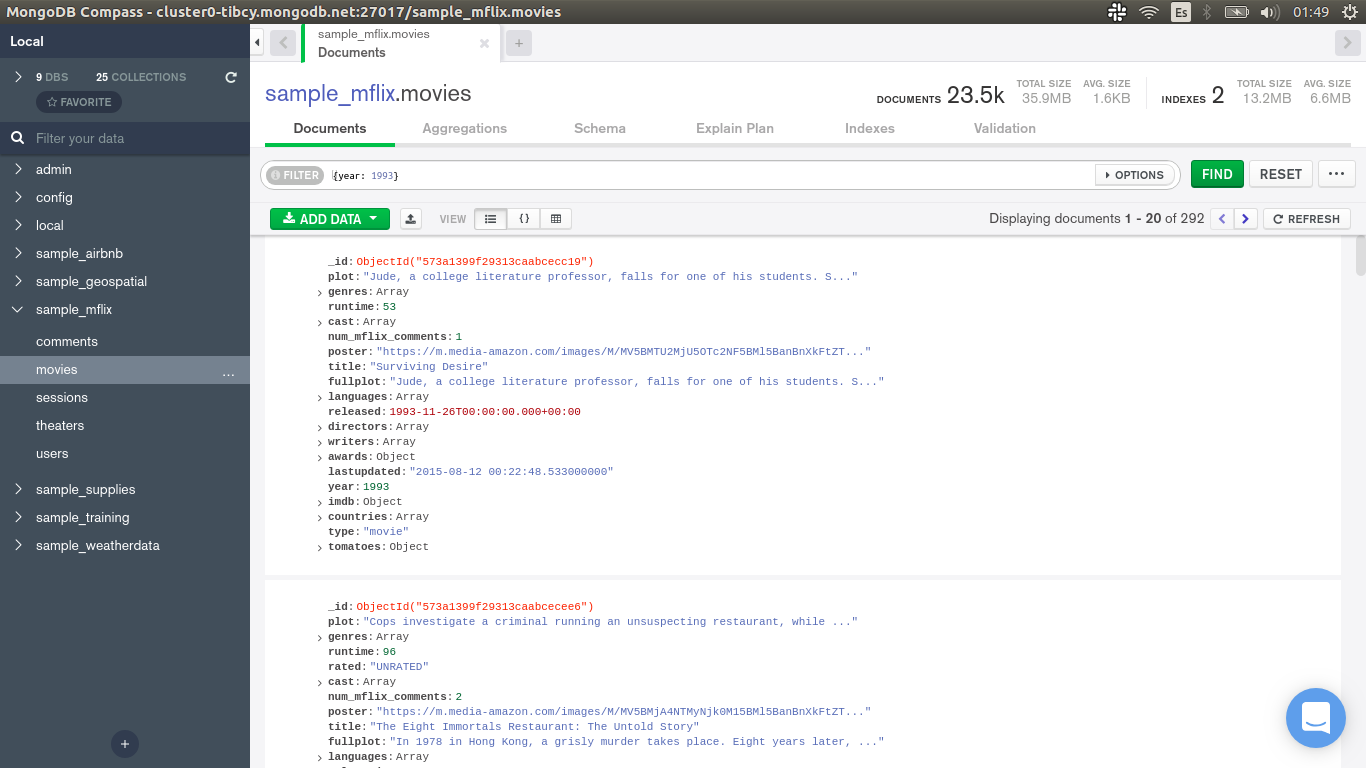 MongoDB Compass - cluster0-tibcy.mongodb.net:27017/sample_mflix.movies
Es
01:49
Local
9 DBS 25 COLLECTIONS
FAVORITE
Filter your data
admin
config
local
sample_airbnb
sample_geospatial
sample_mflix
comments
movies ...
sessions
theaters
users
sample_supplies
sample_training
sample_weatherdata
+
sample_mflix.movies
Documents
+
sample_mflix.movies
DOCUMENTS 23.5k
TOTAL SIZE 35.9MB
AVG. SIZE 1.6KB
INDEXES 2
TOTAL SIZE 13.2MB
AVG. SIZE 6.6MB
Documents Aggregations Schema Explain Plan Indexes Validation
FILTER {year: 1993} OPTIONS FIND RESET ...
ADD DATA VIEW {} Displaying documents 1 - 20 of 292 < > REFRESH
_id: ObjectId("573a1399f29313caabcecc19")
plot: "Jude, a college literature professor, falls for one of his students. S..."
genres: Array
runtime: 53
cast: Array
num_mflix_comments: 1
poster: "https://m.media-amazon.com/images/M/MV5BMTU2MjU5OTc2NF5BMl5BanBnXkFtZT..."
title: "Surviving Desire"
fullplot: "Jude, a college literature professor, falls for one of his students. S..."
languages: Array
released: 1993-11-26T00:00:00.000+00:00
directors: Array
writers: Array
awards: Object
lastupdated: "2015-08-12 00:22:48.533000000"
year: 1993
imdb: Object
countries: Array
type: "movie"
tomatoes: Object
_id: ObjectId("573a1399f29313caabcecee6")
plot: "Cops investigate a criminal running an unsuspecting restaurant, while ..."
genres: Array
runtime: 96
rated: "UNRATED"
cast: Array
num_mflix_comments: 2
poster: "https://m.media-amazon.com/images/M/MV5BMjA4NTMyNjk0M15BMl5BanBnXkFtZT..."
title: "The Eight Immortals Restaurant: The Untold Story"
fullplot: "In 1978 in Hong Kong, a grisly murder takes place. Eight years later, ..."
languages: Array